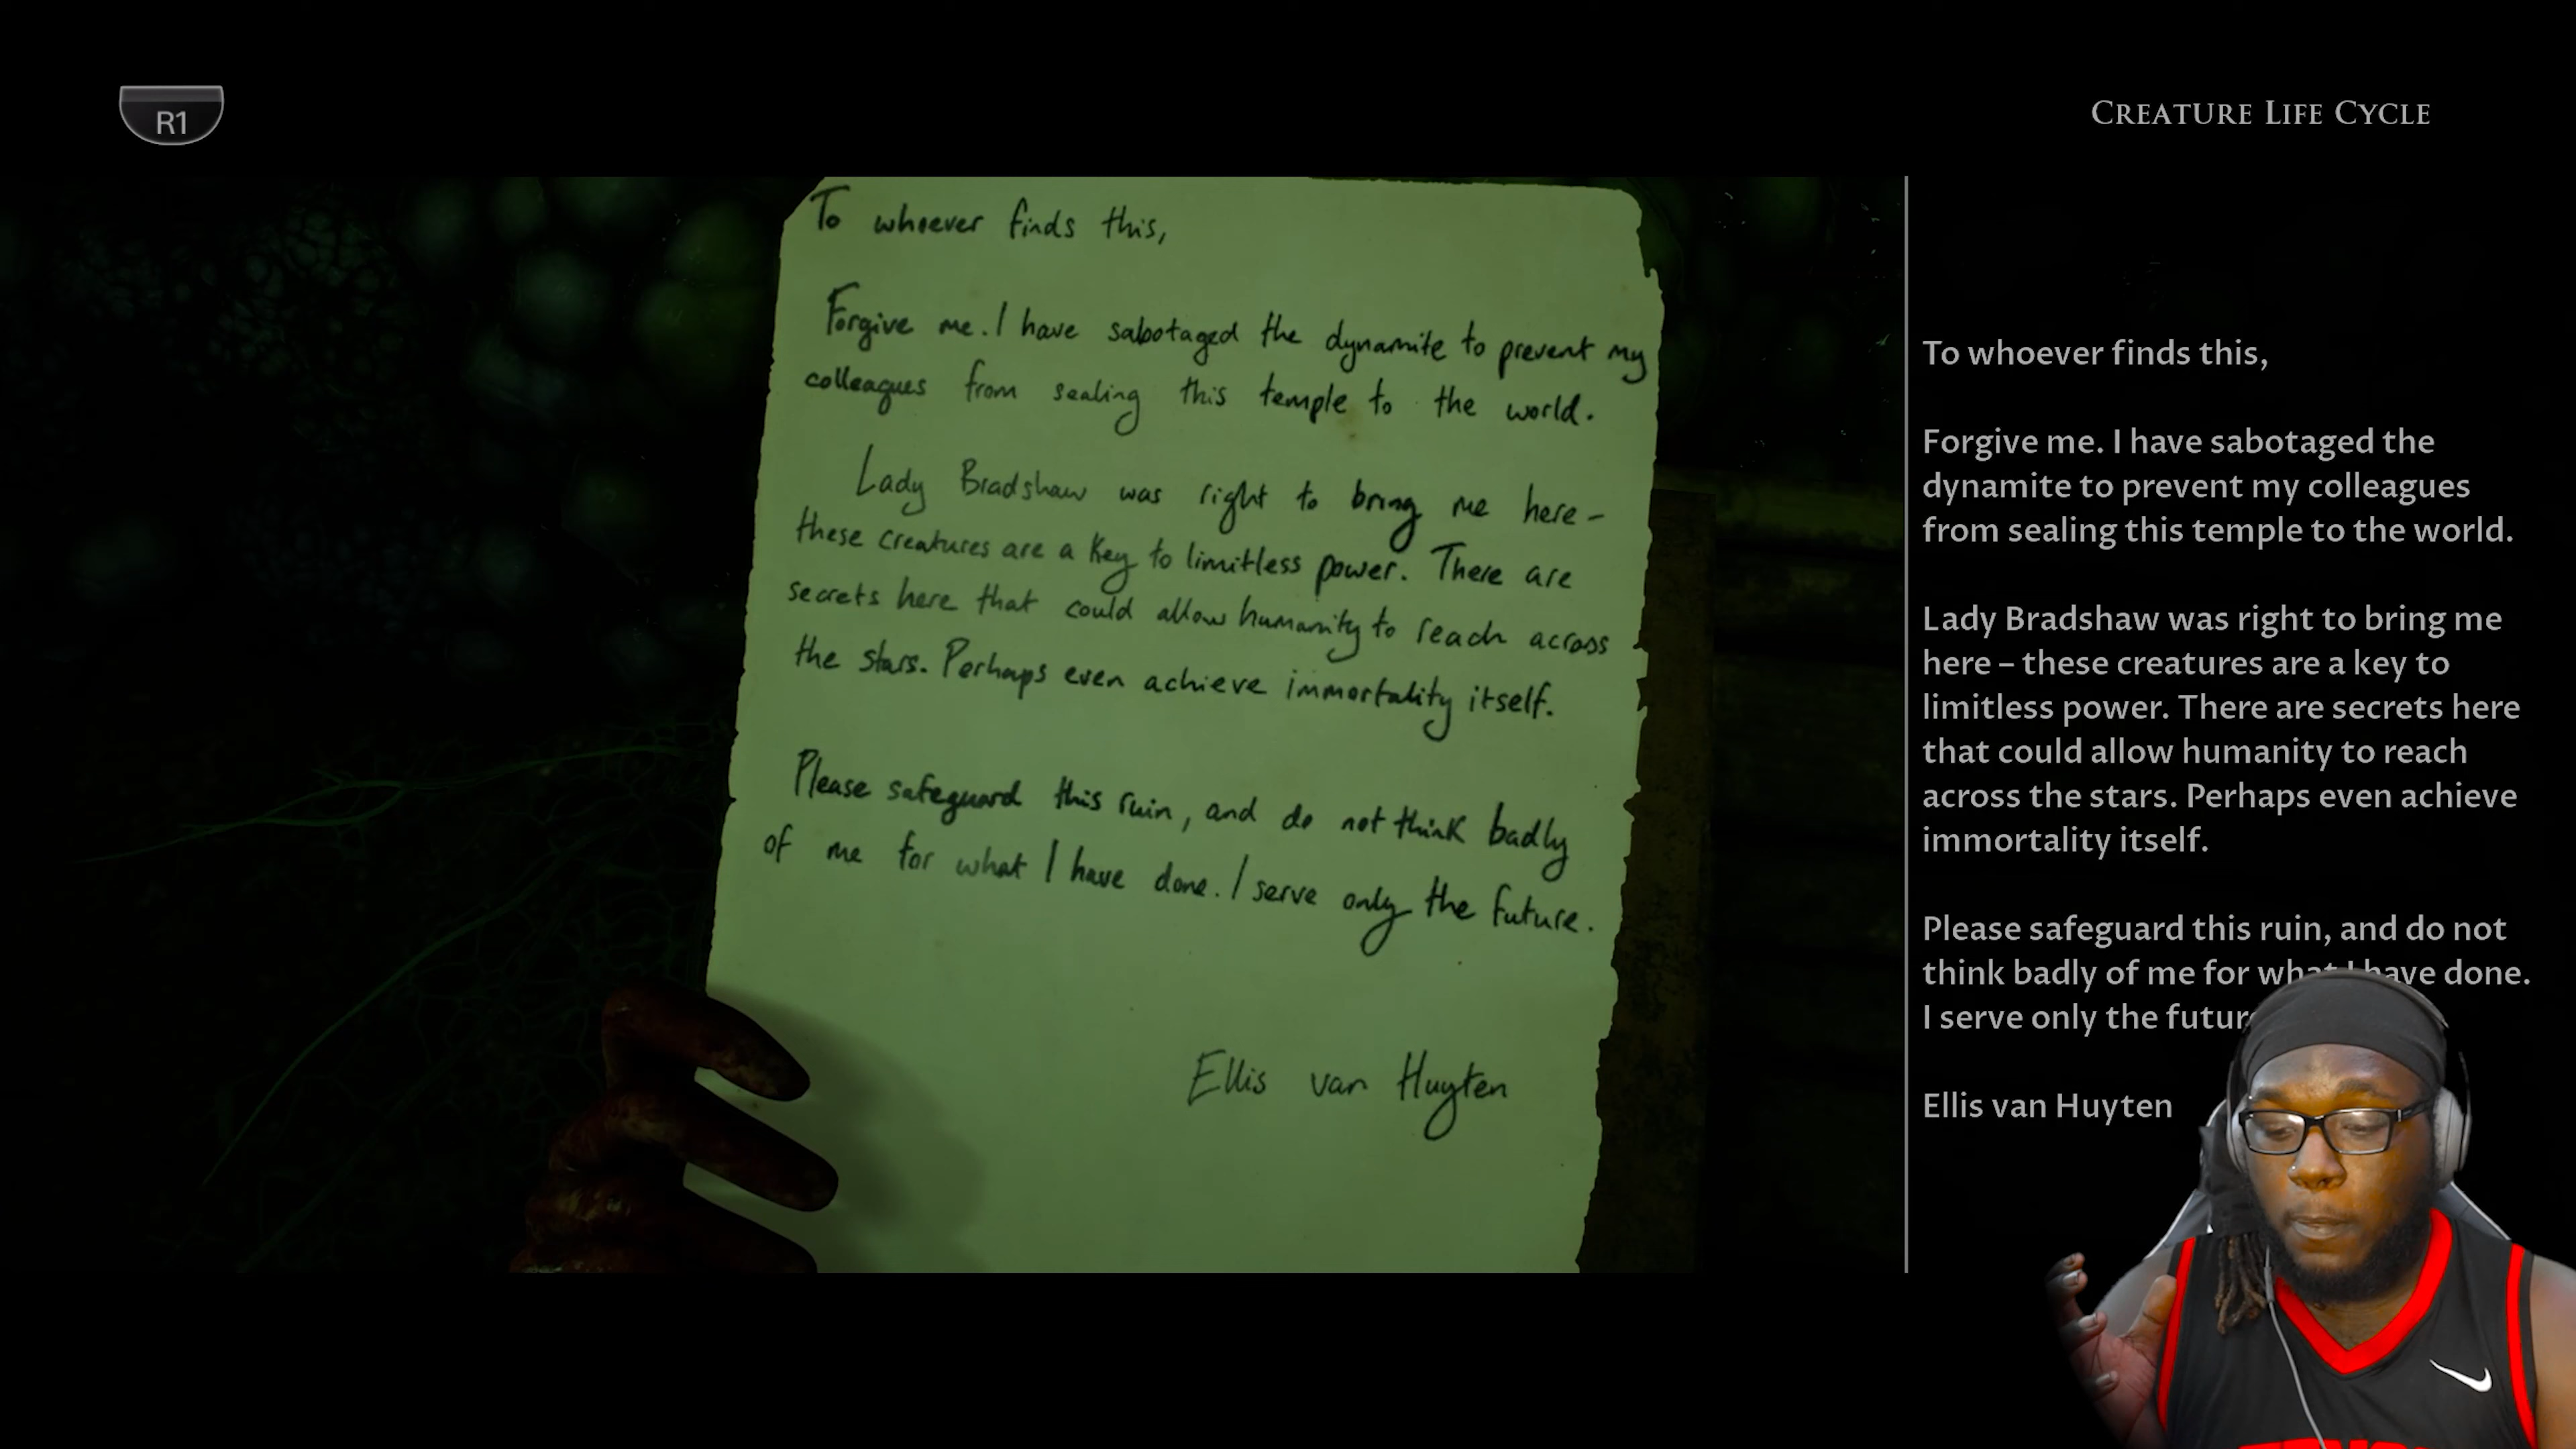 R1
CREATURE LIFE CYCLE
To whoever finds this,
Forgive me. I have sabotaged the dynamite to prevent my
colleagues from sealing this temple to the world.
Lady Bradshaw was right to bring me here –
these creatures are a key to limitless power. There are
secrets here that could allow humanity to reach across
the stars. Perhaps even achieve immortality itself.
Please safeguard this ruin, and do not think badly
of me for what I have done. I serve only the future.
Ellis van Huyten
To whoever finds this,
Forgive me. I have sabotaged the
dynamite to prevent my colleagues
from sealing this temple to the world.
Lady Bradshaw was right to bring me
here – these creatures are a key to
limitless power. There are secrets here
that could allow humanity to reach
across the stars. Perhaps even achieve
immortality itself.
Please safeguard this ruin, and do not
think badly of me for what I have done.
I serve only the future
Ellis van Huyten